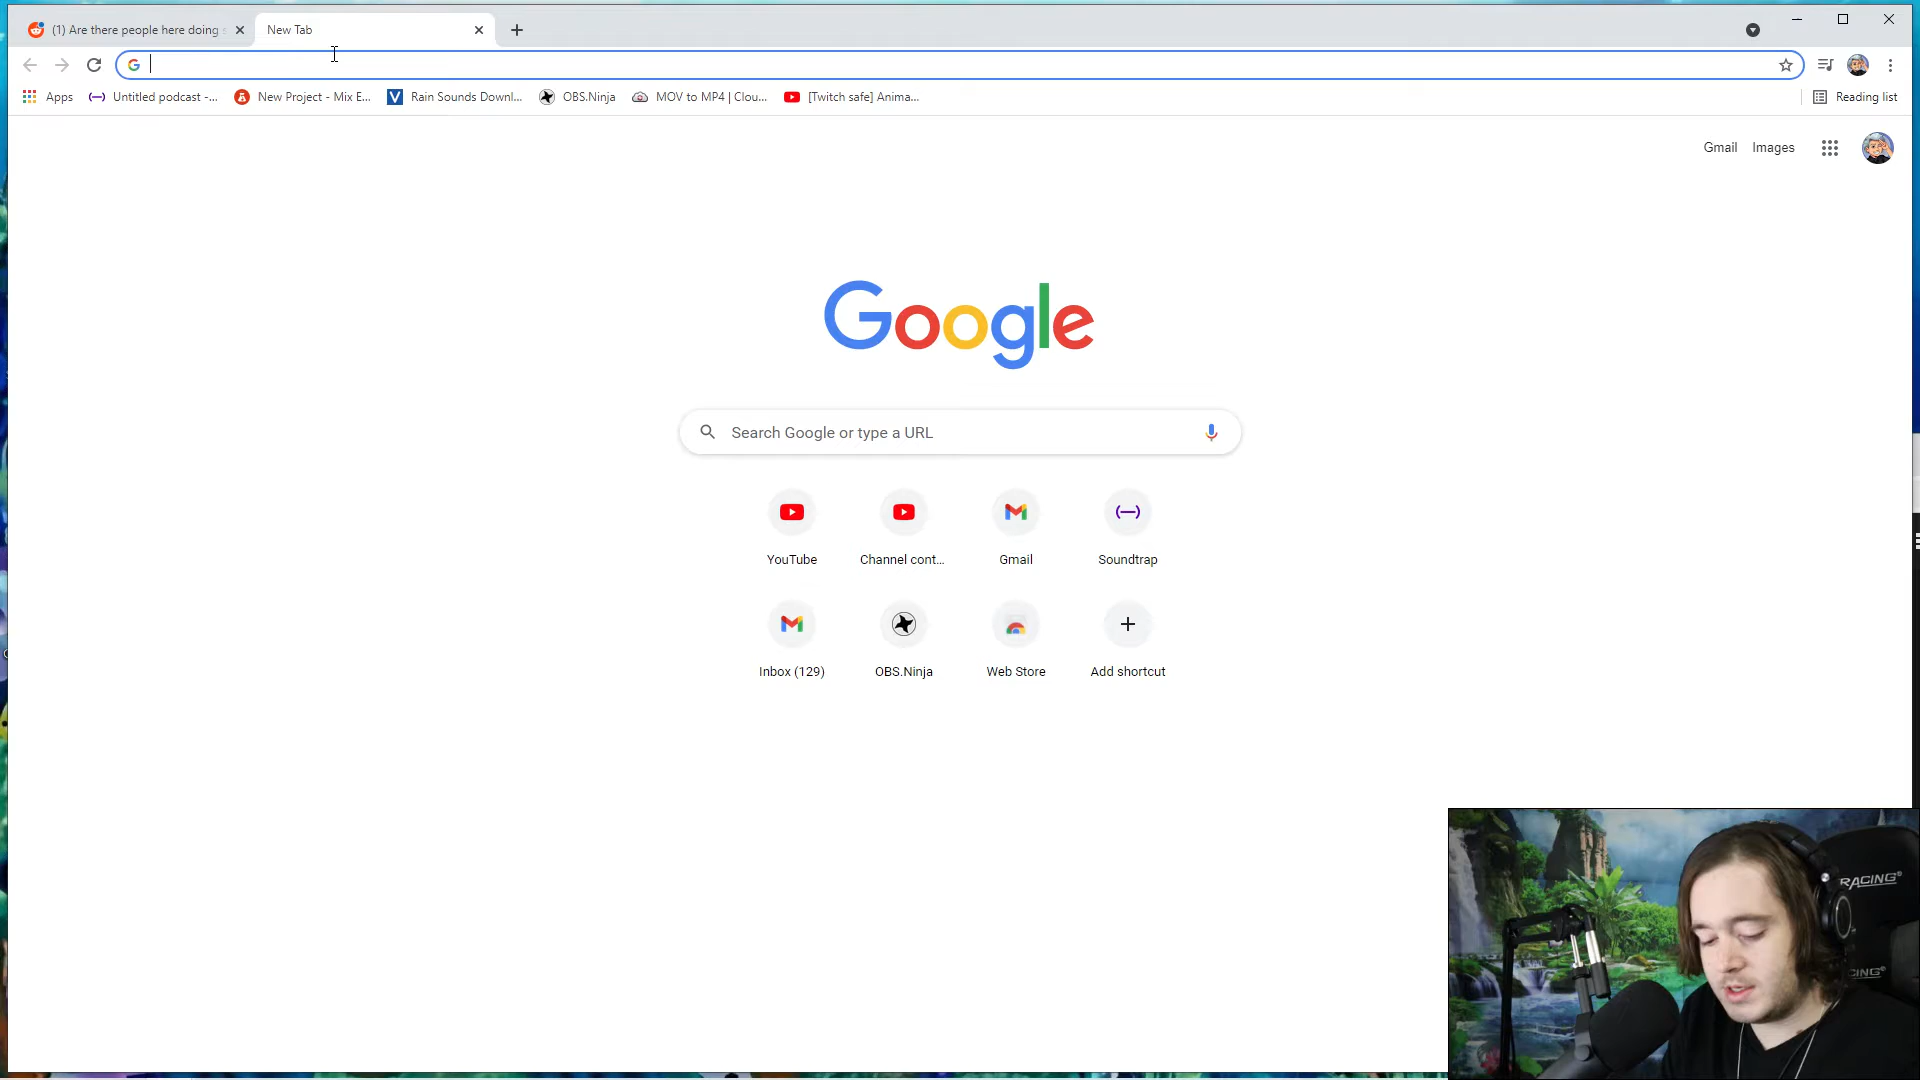 (1) Are there people here doing
New Tab
Apps
Untitled podcast -...
New Project - Mix E...
Rain Sounds Downl...
OBS.Ninja
MOV to MP4 | Clou...
[Twitch safe] Anima...
Reading list
Gmail
Images
Google
Search Google or type a URL
YouTube
Channel cont...
Gmail
Soundtrap
Inbox (129)
OBS.Ninja
Web Store
Add shortcut
RACING
CING